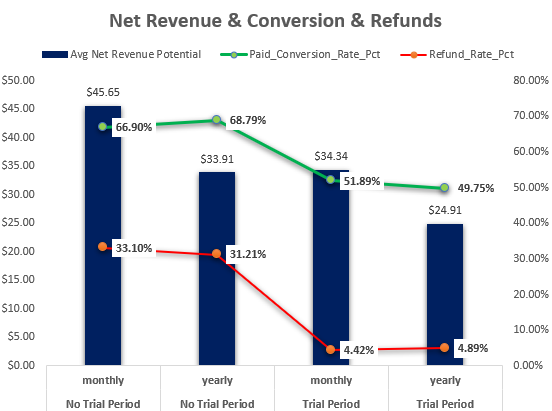 Net Revenue & Conversion & Refunds
Avg Net Revenue Potential Paid_Conversion_Rate_Pct Refund_Rate_Pct
$50.00 80.00%
$45.65
$45.00 70.00%
68.79%
66.90%
$40.00
60.00%
$35.00 $33.91 $34.34
51.89%
$30.00 50.00%
49.75%
$25.00 $24.91 40.00%
$20.00 33.10% 31.21% 30.00%
$15.00
20.00%
$10.00
10.00%
$5.00 4.42% 4.89%
$0.00 0.00%
monthly yearly monthly yearly
No Trial Period No Trial Period Trial Period Trial Period